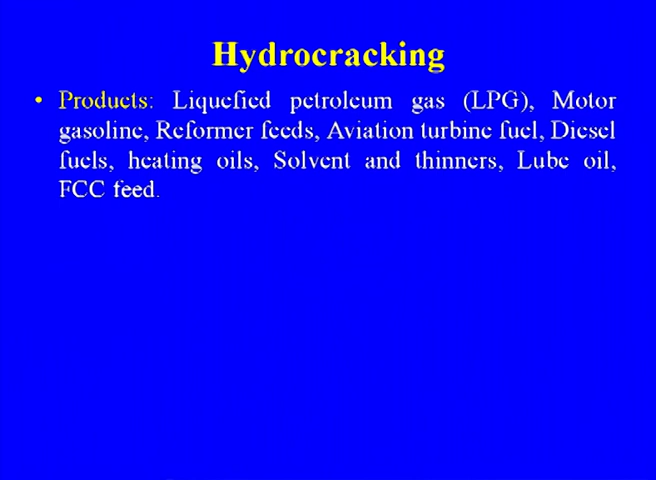 Hydrocracking
• Products: Liquefied petroleum gas (LPG), Motor
gasoline, Reformer feeds, Aviation turbine fuel, Diesel
fuels, heating oils, Solvent and thinners, Lube oil,
FCC feed.